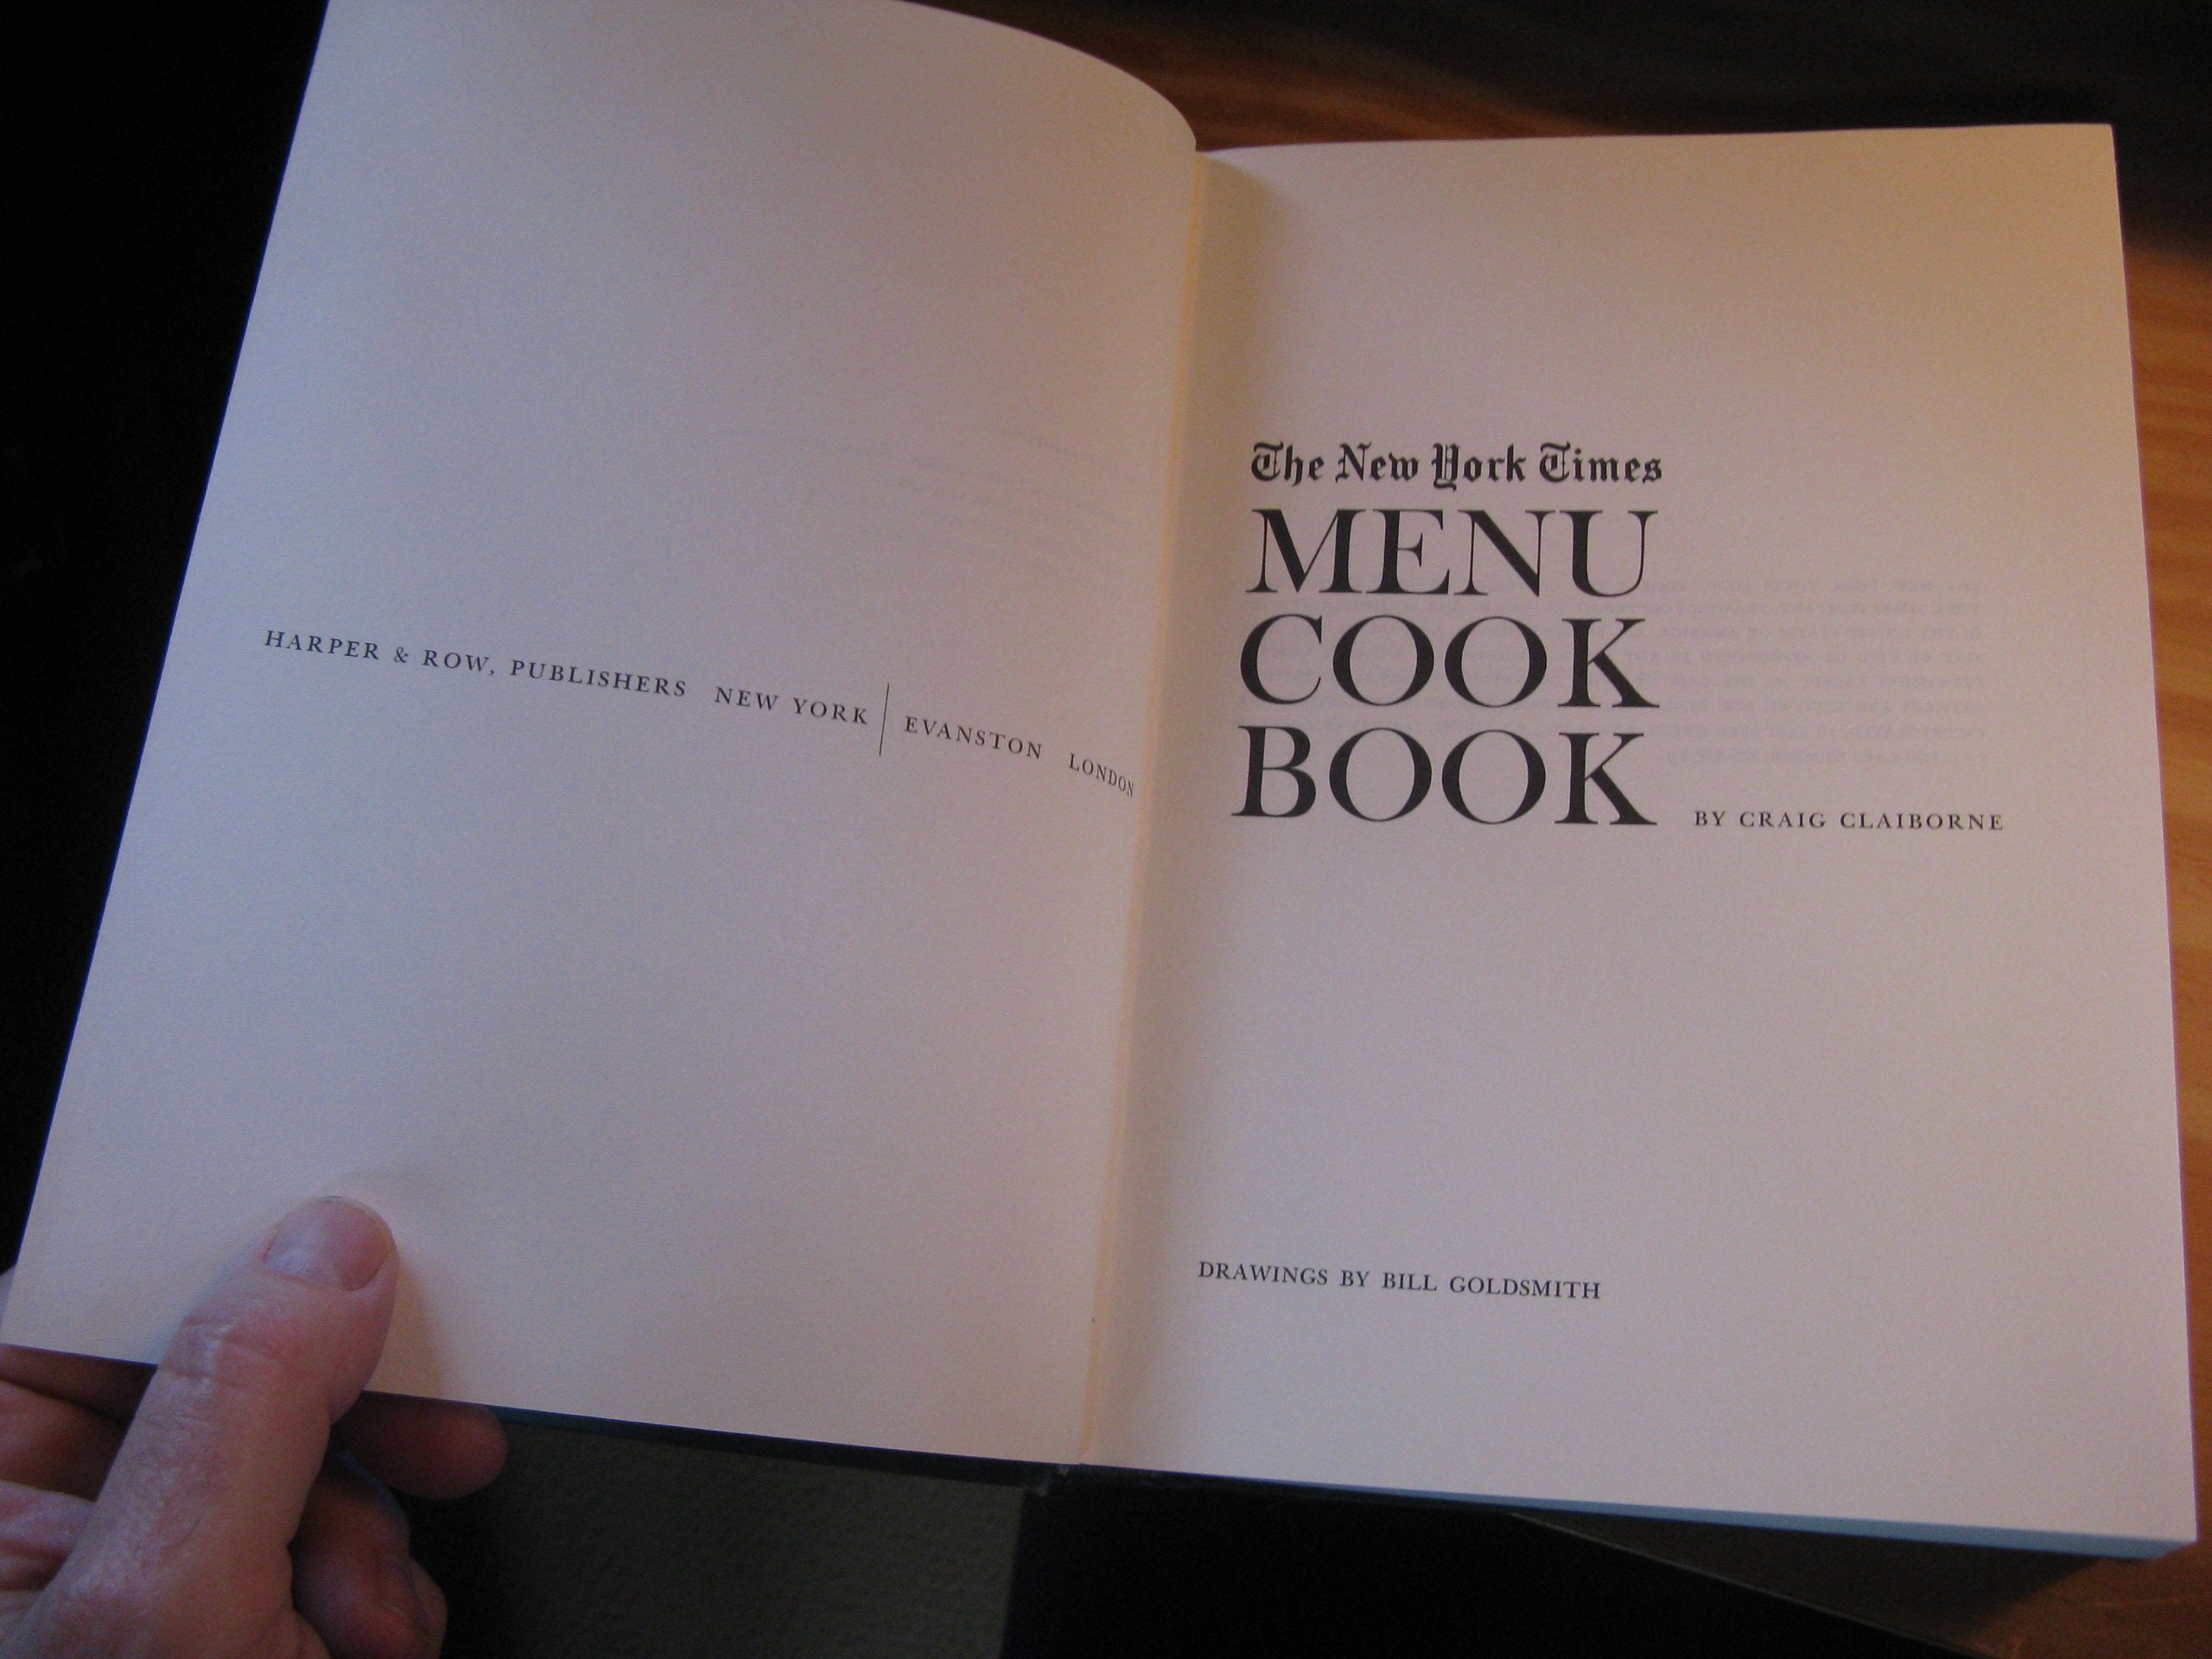 HARPER & ROW, PUBLISHERS NEW YORK | EVANSTON LONDON
The New York Times
MENU
COOK
BOOK BY CRAIG CLAIBORNE
DRAWINGS BY BILL GOLDSMITH